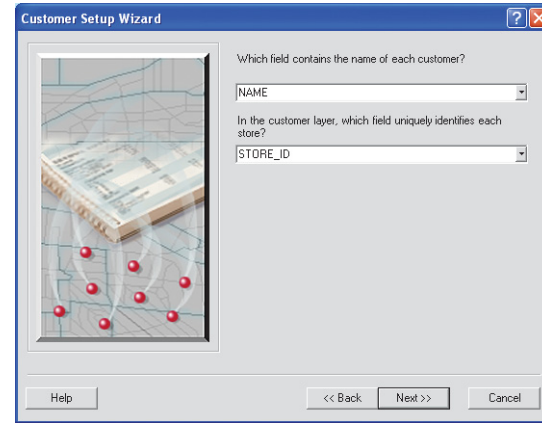 Customer Setup Wizard
Which field contains the name of each customer?
NAME
In the customer layer, which field uniquely identifies each
store?
STORE_ID
Help
<< Back
Next >>
Cancel